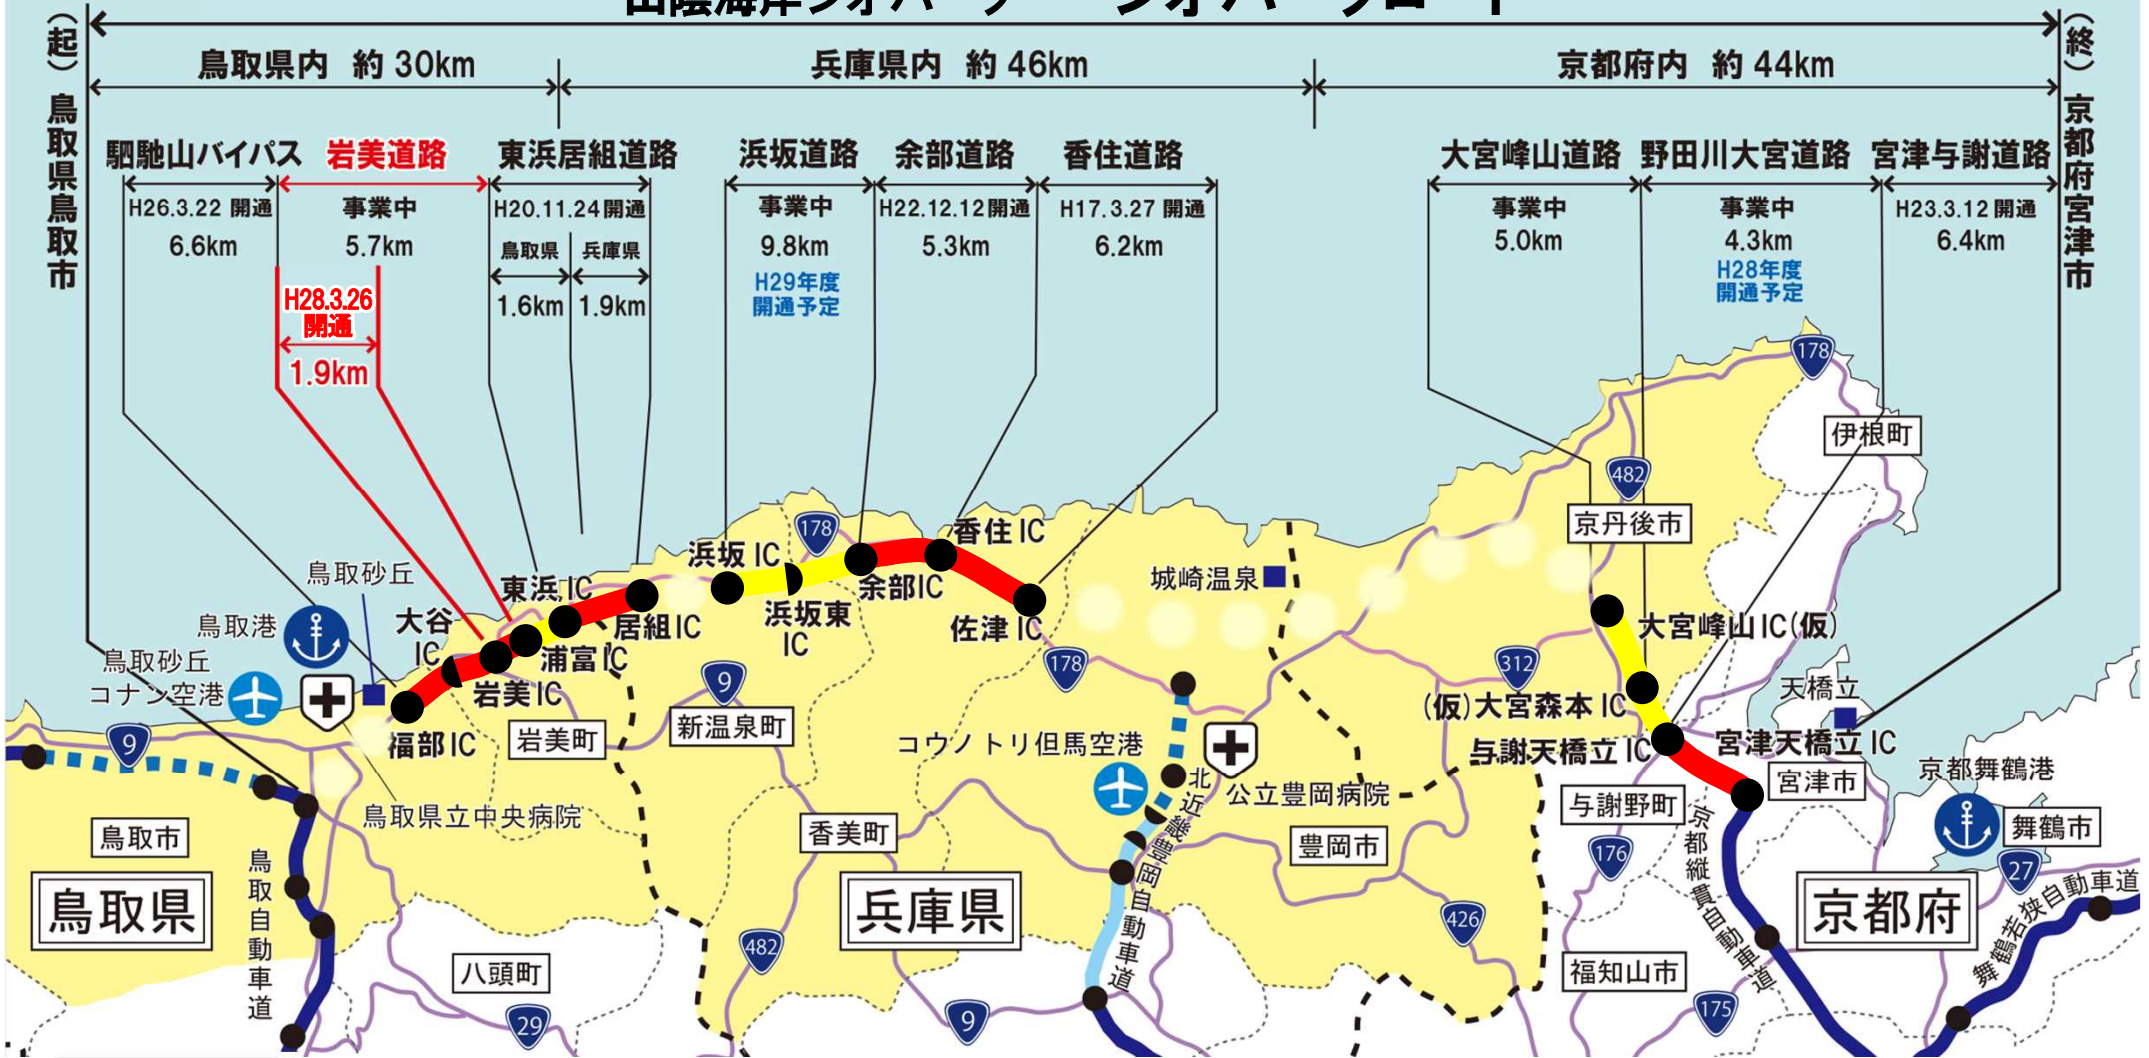 (起)鳥取県鳥取市
(終)京都府宮津市
鳥取県内 約30km
兵庫県内 約46km
京都府内 約44km
駟馳山バイパス
H26.3.22 開通
6.6km
岩美道路
事業中
5.7km
H28.3.26
開通
1.9km
東浜居組道路
H20.11.24開通
鳥取県
兵庫県
1.6km
1.9km
浜坂道路
事業中
9.8km
H29年度
開通予定
余部道路
H22.12.12開通
5.3km
香住道路
H17.3.27 開通
6.2km
大宮峰山道路
事業中
5.0km
野田川大宮道路
事業中
4.3km
H28年度
開通予定
宮津与謝道路
H23.3.12 開通
6.4km
178
伊根町
482
京丹後市
178
香住 IC
浜坂 IC
余部IC
城崎温泉
鳥取砂丘
東浜 IC
浜坂東
IC
佐津 IC
居組IC
鳥取港
大谷
IC
大宮峰山IC(仮)
鳥取砂丘
コナン空港
浦富IC
岩美IC
178
312
9
天橋立
(仮)大宮森本 IC
福部IC
岩美町
新温泉町
9
コウノトリ但馬空港
与謝天橋立 IC
宮津天橋立 IC
宮津市
京都舞鶴港
北近畿豊岡自動車道
公立豊岡病院
鳥取県立中央病院
与謝野町
鳥取市
香美町
豊岡市
舞鶴市
京都縦貫自動車道
176
27
鳥取自動車道
鳥取県
兵庫県
京都府
舞鶴若狭自動車道
426
482
八頭町
福知山市
29
9
175